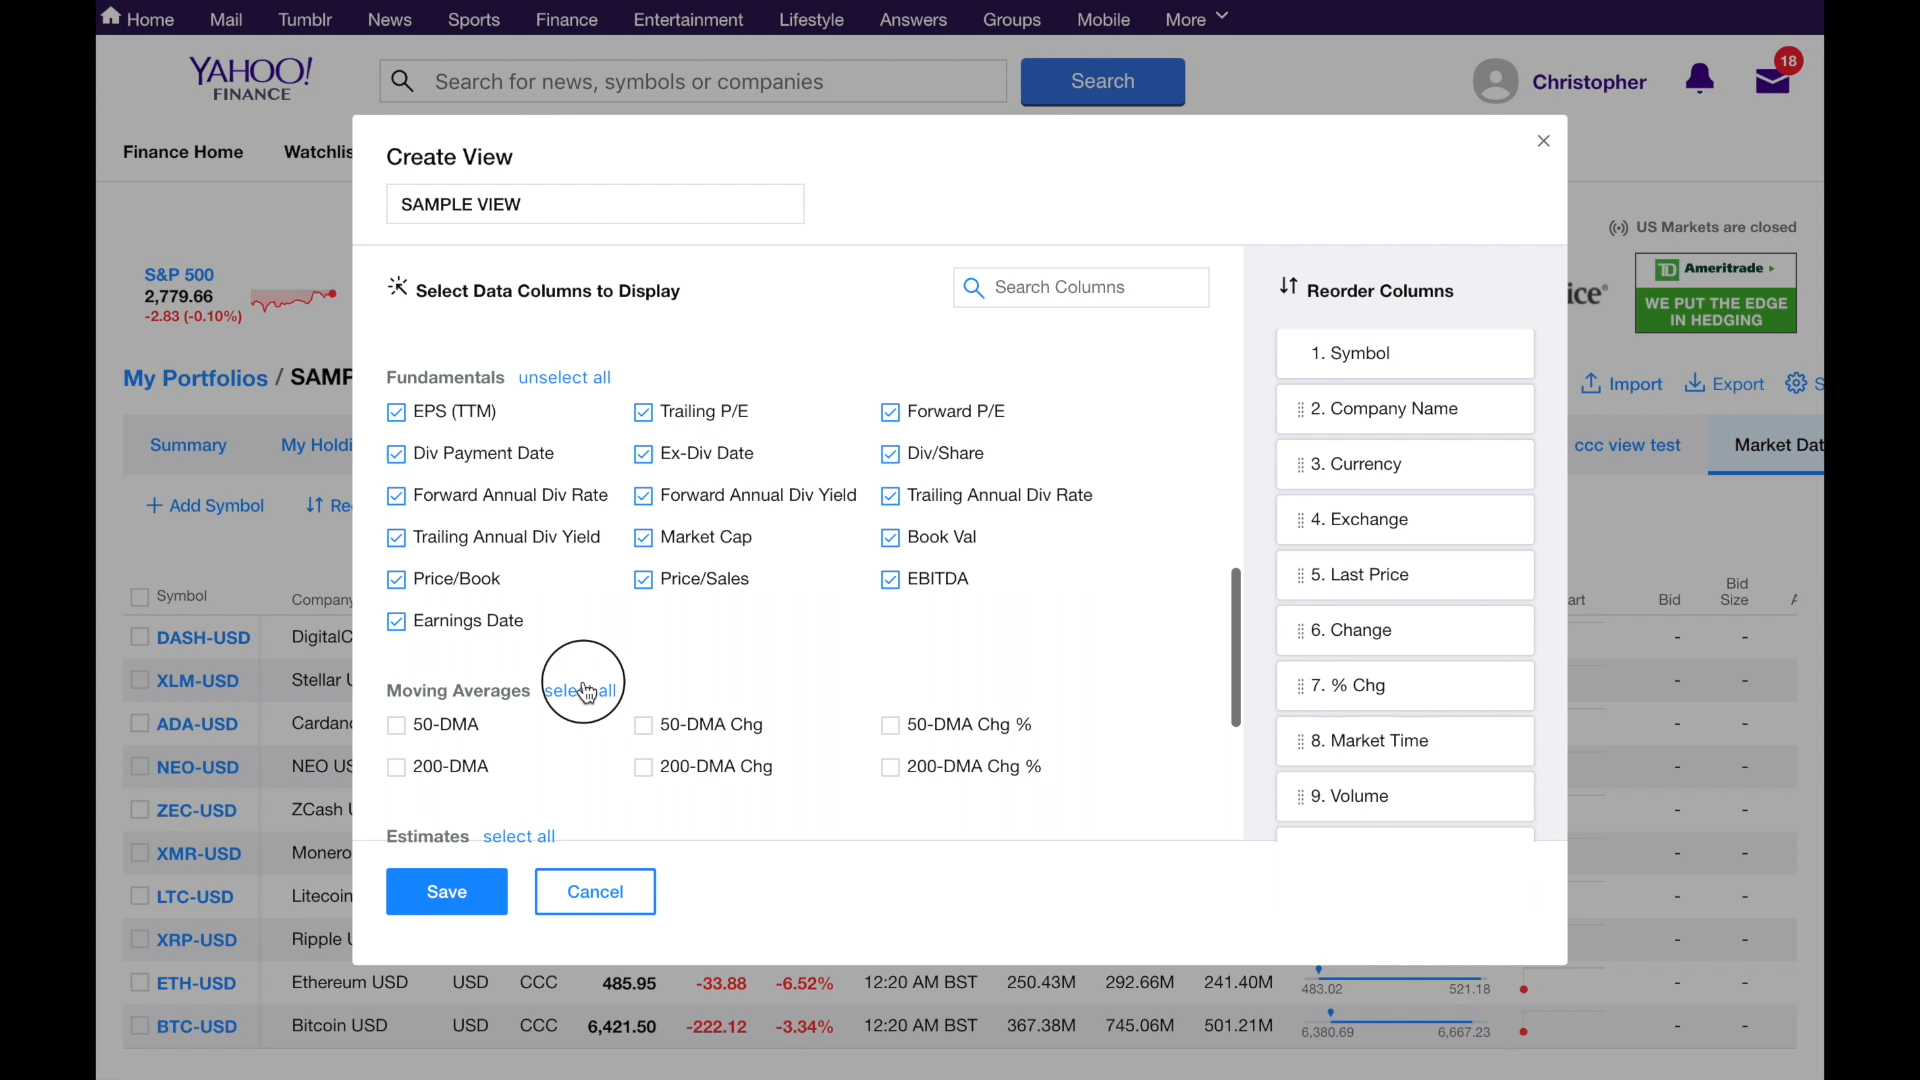 Home Mail Tumblr News Sports Finance Entertainment Lifestyle Answers Groups Mobile More
YAHOO!
FINANCE
Search for news, symbols or companies
Search
Christopher
18
Finance Home
Create View
SAMPLE VIEW
US Markets are closed
S&P 500
2,779.66
-2.83 (-0.10%)
Select Data Columns to Display
Search Columns
Reorder Columns
Ameritrade
WE PUT THE EDGE
IN HEDGING
My Portfolios /
Import Export
Summary
ccc view test
+ Add Symbol
Fundamentals unselect all
EPS (TTM) Trailing P/E Forward P/E
Div Payment Date Ex-Div Date Div/Share
Forward Annual Div Rate Forward Annual Div Yield Trailing Annual Div Rate
Trailing Annual Div Yield Market Cap Book Val
Price/Book Price/Sales EBITDA
Earnings Date
Moving Averages select all
50-DMA 50-DMA Chg 50-DMA Chg %
200-DMA 200-DMA Chg 200-DMA Chg %
Estimates select all
Save Cancel
1. Symbol
2. Company Name
3. Currency
4. Exchange
5. Last Price
6. Change
7. % Chg
8. Market Time
9. Volume
Symbol Company Bid Bid Size
DASH-USD
XLM-USD Stellar
ADA-USD
NEO-USD NEO
ZEC-USD ZCash
XMR-USD Monero
LTC-USD Litecoin
XRP-USD Ripple
ETH-USD Ethereum USD USD CCC 485.95 -33.88 -6.52% 12:20 AM BST 250.43M 292.66M 241.40M 483.02 521.18 - -
BTC-USD Bitcoin USD USD CCC 6,421.50 -222.12 -3.34% 12:20 AM BST 367.38M 745.06M 501.21M 6,380.69 6,667.23 - -